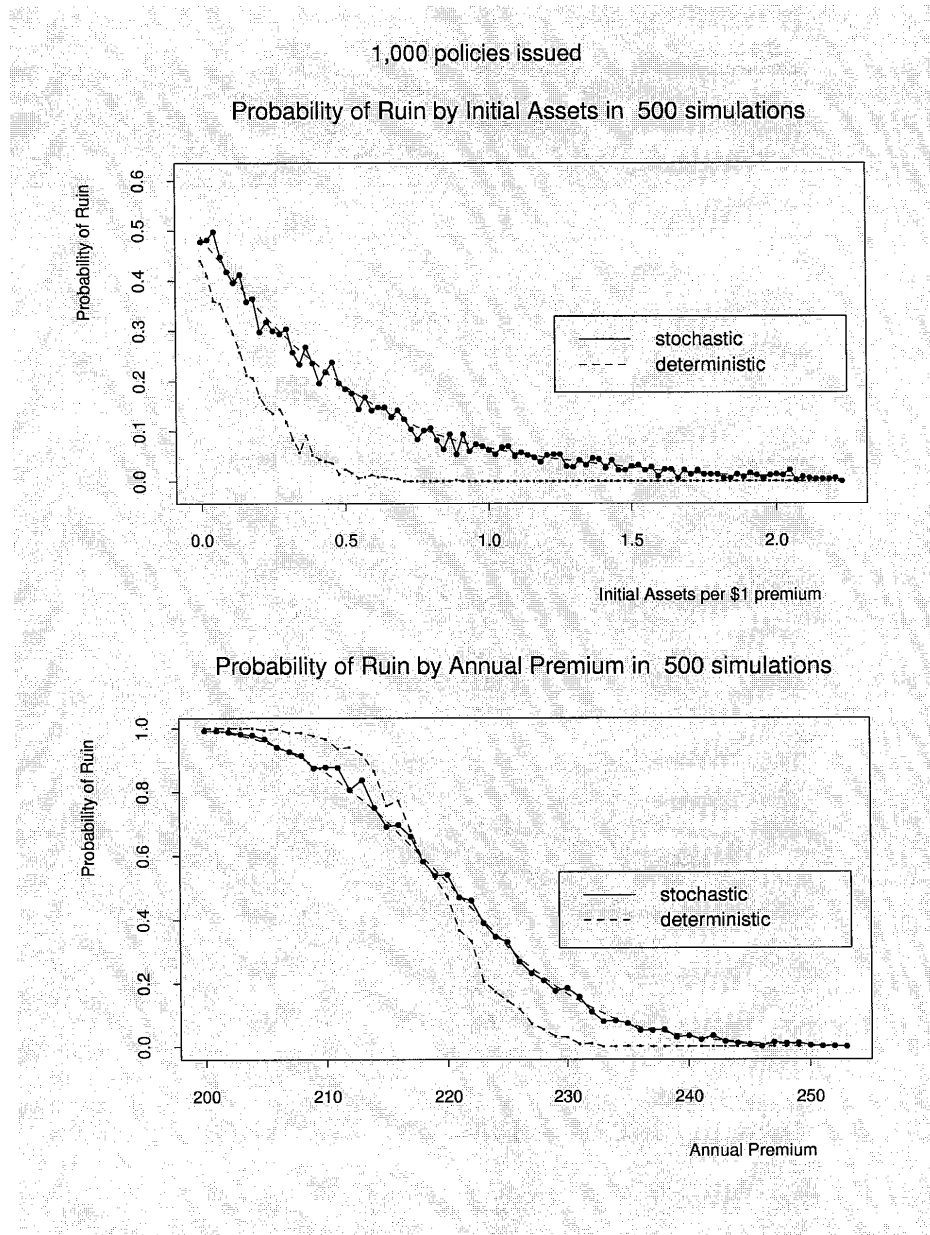 1,000 policies issued
Probability of Ruin by Initial Assets in 500 simulations
Probability of Ruin
0.6
0.5
0.4
0.3
0.2
0.1
0.0
stochastic
deterministic
0.0 0.5 1.0 1.5 2.0
Initial Assets per $1 premium
Probability of Ruin by Annual Premium in 500 simulations
Probability of Ruin
1.0
0.8
0.6
0.4
0.2
0.0
stochastic
deterministic
200 210 220 230 240 250
Annual Premium